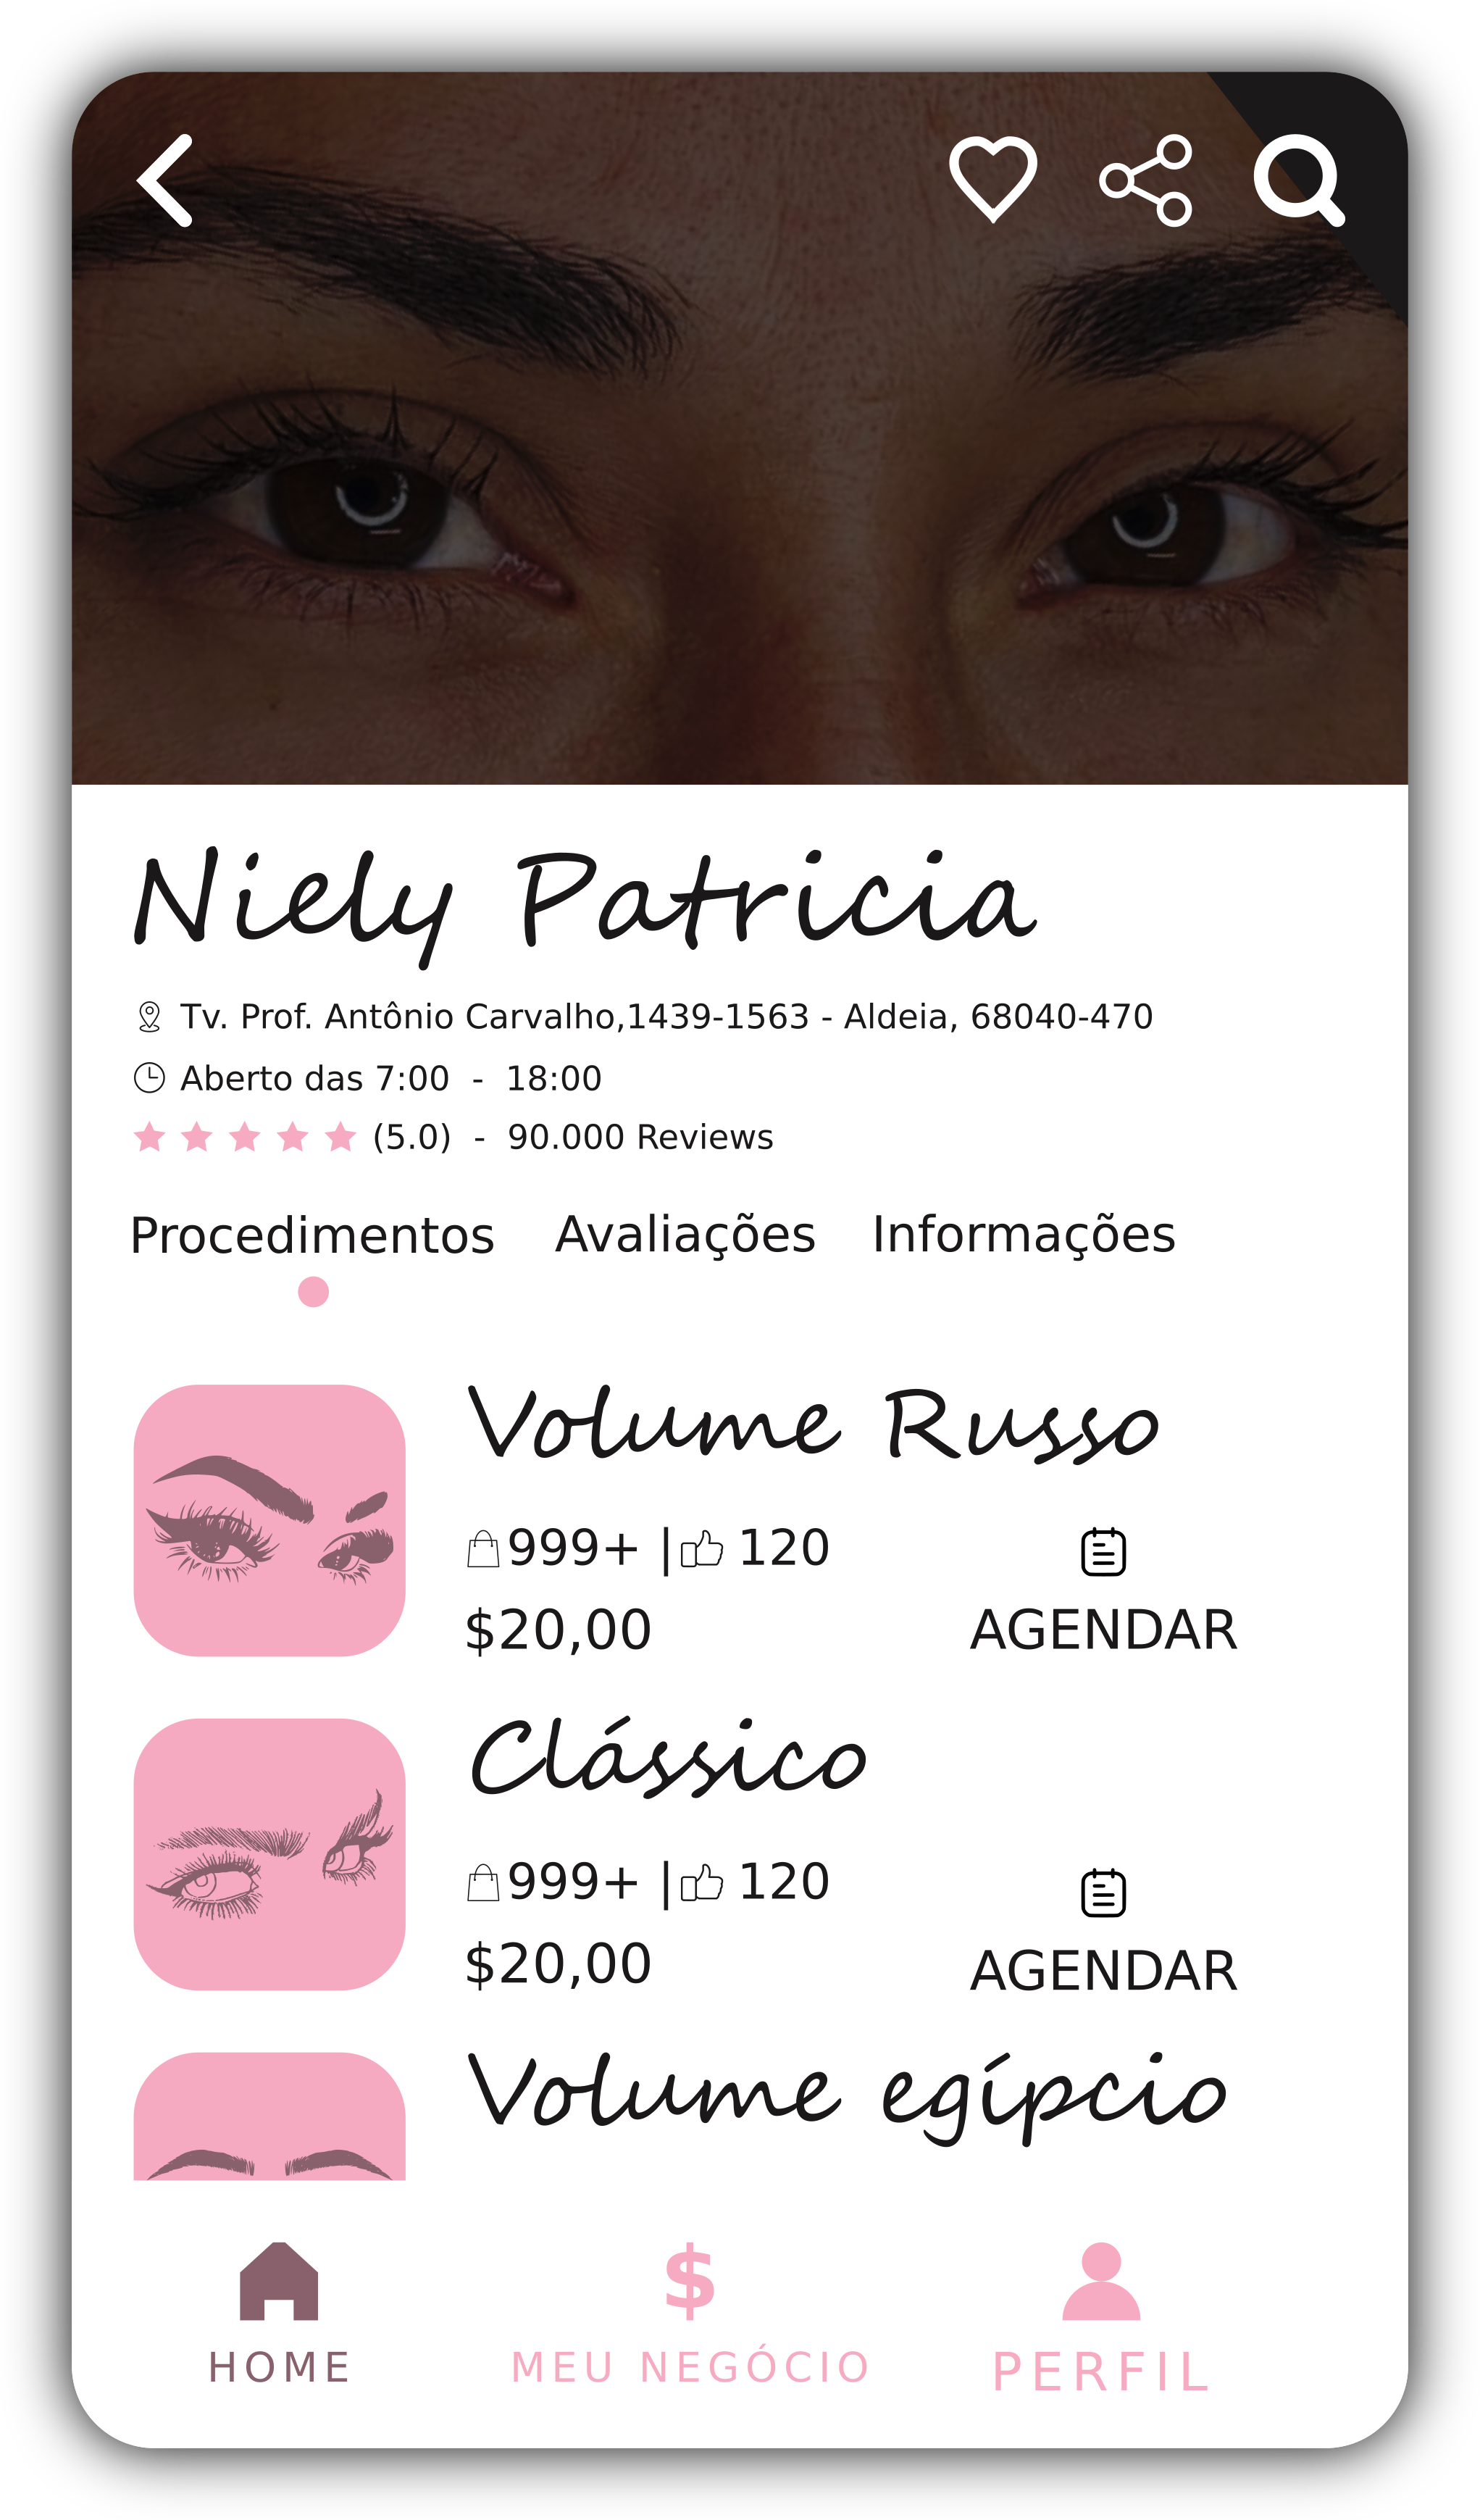 Niely Patricia
Tv. Prof. Antônio Carvalho,1439-1563 - Aldeia, 68040-470
Aberto das 7:00 - 18:00
(5.0) - 90.000 Reviews
Procedimentos Avaliações Informações
Volume Russo
999+ | 120
$20,00 AGENDAR
Clássico
999+ | 120
$20,00 AGENDAR
Volume egípcio
$
HOME MEU NEGÓCIO PERFIL